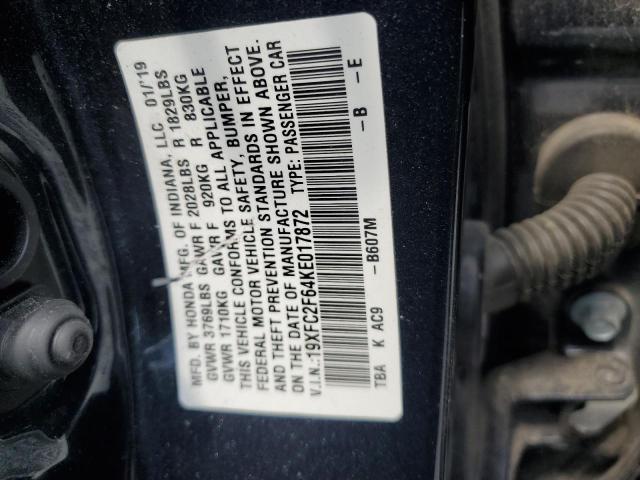 MFD. BY HONDA MFG. OF INDIANA, LLC 01/'19
GVWR 3769LBS GAWR F 2028LBS R 1829LBS
GVWR 1710KG GAWR F 920KG R 830KG
THIS VEHICLE CONFORMS TO ALL APPLICABLE
FEDERAL MOTOR VEHICLE SAFETY, BUMPER,
AND THEFT PREVENTION STANDARDS IN EFFECT
ON THE DATE OF MANUFACTURE SHOWN ABOVE.
V.I.N.:19XFC2F64KE017872 TYPE: PASSENGER CAR
-B607M -B -E
TBA K AC9